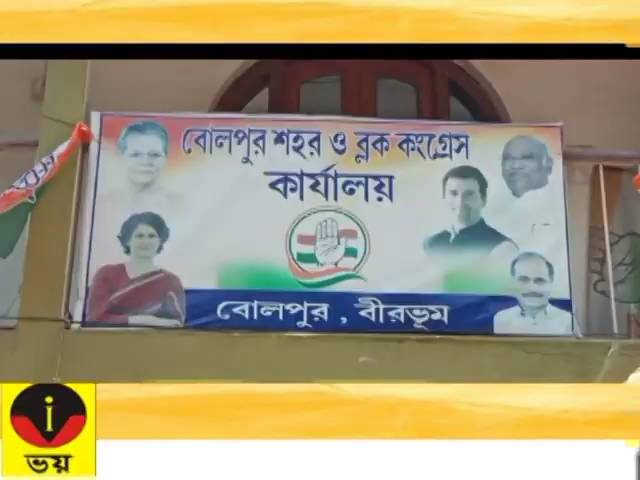 বোলপুর শহর ও ব্লক কংগ্রেস
কার্যালয়
বোলপুর , বীরভূম
i
ভয়